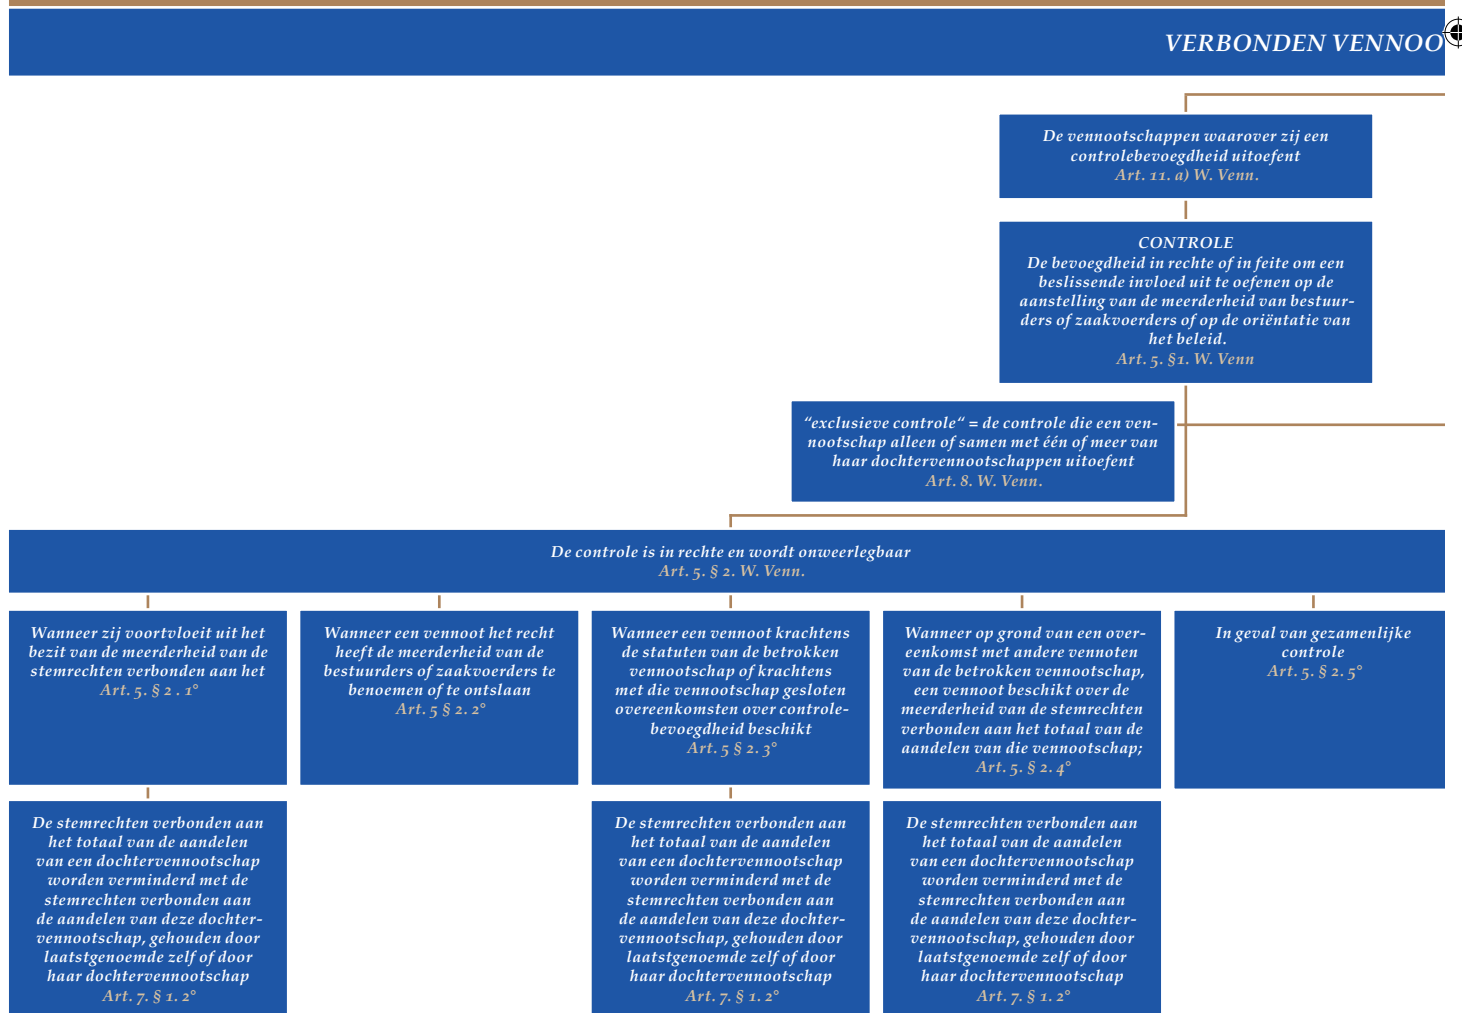 VERBONDEN VENNOO
De vennootschappen waarover zij een
controlebevoegdheid uitoefent
Art. 11. a) W. Venn.
CONTROLE
De bevoegdheid in rechte of in feite om een
beslissende invloed uit te oefenen op de
aanstelling van de meerderheid van bestuur-
ders of zaakvoerders of op de oriëntatie van
het beleid.
Art. 5. §1. W. Venn
“exclusieve controle“ = de controle die een ven-
nootschap alleen of samen met één of meer van
haar dochtervennootschappen uitoefent
Art. 8. W. Venn.
De controle is in rechte en wordt onweerlegbaar
Art. 5. § 2. W. Venn.
Wanneer zij voortvloeit uit het
bezit van de meerderheid van de
stemrechten verbonden aan het
Art. 5. § 2 . 1°
Wanneer een vennoot het recht
heeft de meerderheid van de
bestuurders of zaakvoerders te
benoemen of te ontslaan
Art. 5 § 2. 2°
Wanneer een vennoot krachtens
de statuten van de betrokken
vennootschap of krachtens
met die vennootschap gesloten
overeenkomsten over controle-
bevoegdheid beschikt
Art. 5 § 2. 3°
Wanneer op grond van een over-
eenkomst met andere vennoten
van de betrokken vennootschap,
een vennoot beschikt over de
meerderheid van de stemrechten
verbonden aan het totaal van de
aandelen van die vennootschap;
Art. 5. § 2. 4°
In geval van gezamenlijke
controle
Art. 5. § 2. 5°
De stemrechten verbonden aan
het totaal van de aandelen
van een dochtervennootschap
worden verminderd met de
stemrechten verbonden aan
de aandelen van deze dochter-
vennootschap, gehouden door
laatstgenoemde zelf of door
haar dochtervennootschap
Art. 7. § 1. 2°
De stemrechten verbonden aan
het totaal van de aandelen
van een dochtervennootschap
worden verminderd met de
stemrechten verbonden aan
de aandelen van deze dochter-
vennootschap, gehouden door
laatstgenoemde zelf of door
haar dochtervennootschap
Art. 7. § 1. 2°
De stemrechten verbonden aan
het totaal van de aandelen
van een dochtervennootschap
worden verminderd met de
stemrechten verbonden aan
de aandelen van deze dochter-
vennootschap, gehouden door
laatstgenoemde zelf of door
haar dochtervennootschap
Art. 7. § 1. 2°